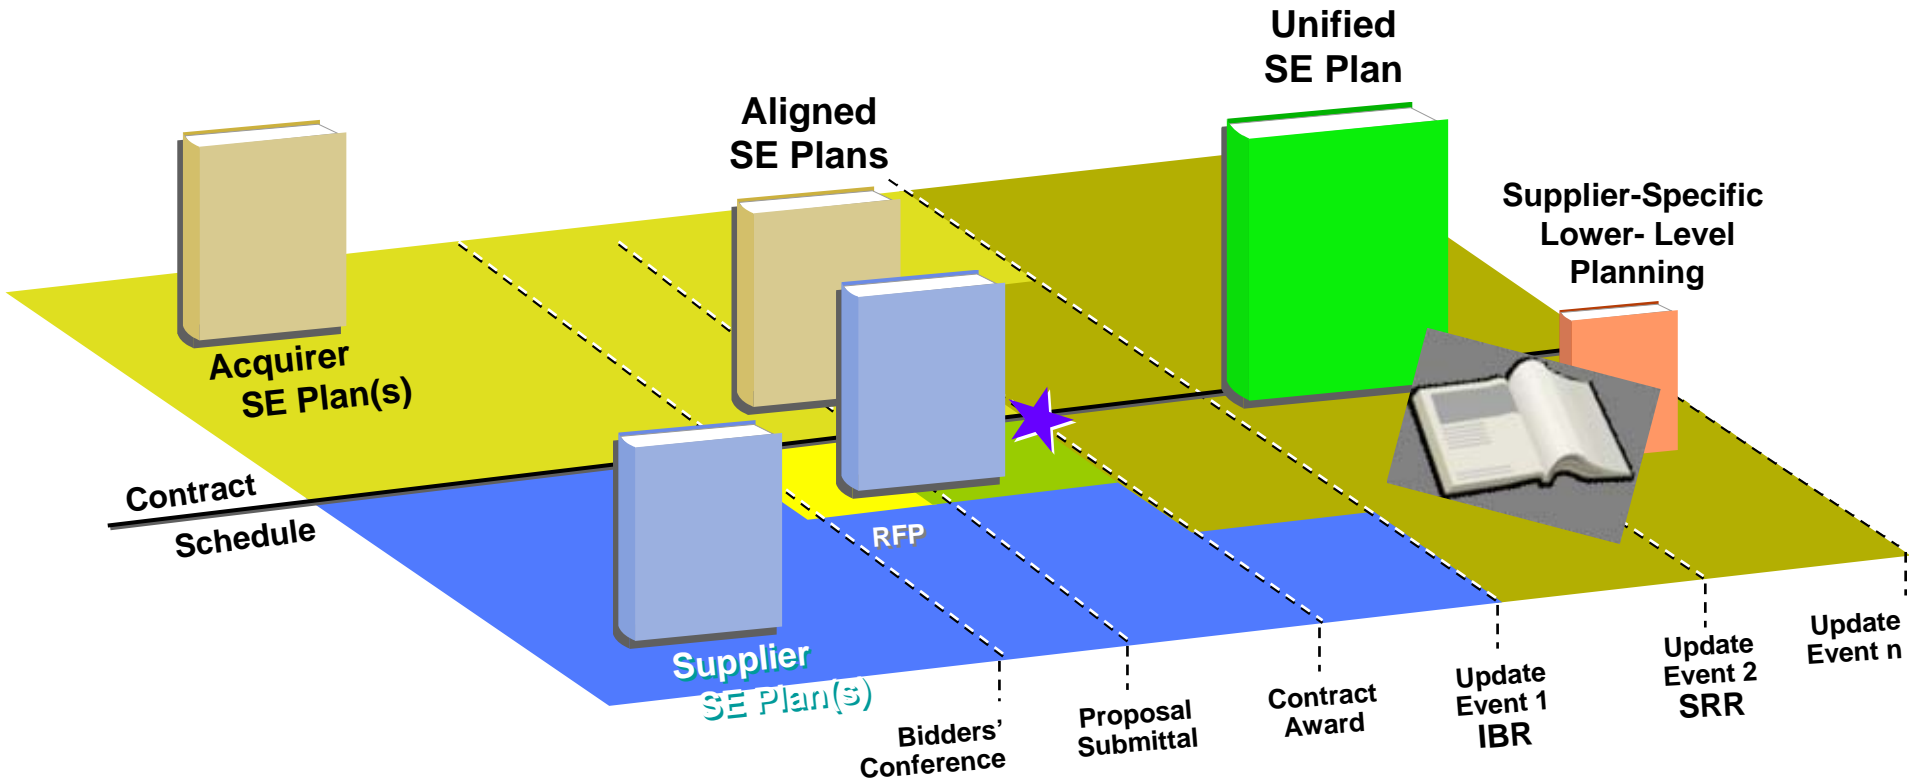 Unified
SE Plan
Aligned
SE Plans
Supplier-Specific
Lower- Level
Planning
Acquirer
SE Plan(s)
Contract
Schedule
RFP
Supplier
SE Plan(s)
Bidders’
Conference
Proposal
Submittal
Contract
Award
Update
Event 1
IBR
Update
Event 2
SRR
Update
Event n